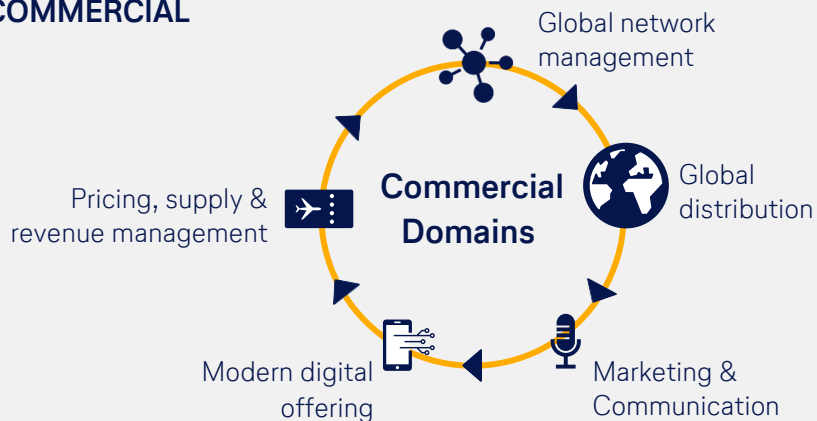 COMMERCIAL
Global network
management
Global
distribution
Commercial
Domains
Pricing, supply &
revenue management
Modern digital
offering
Marketing &
Communication